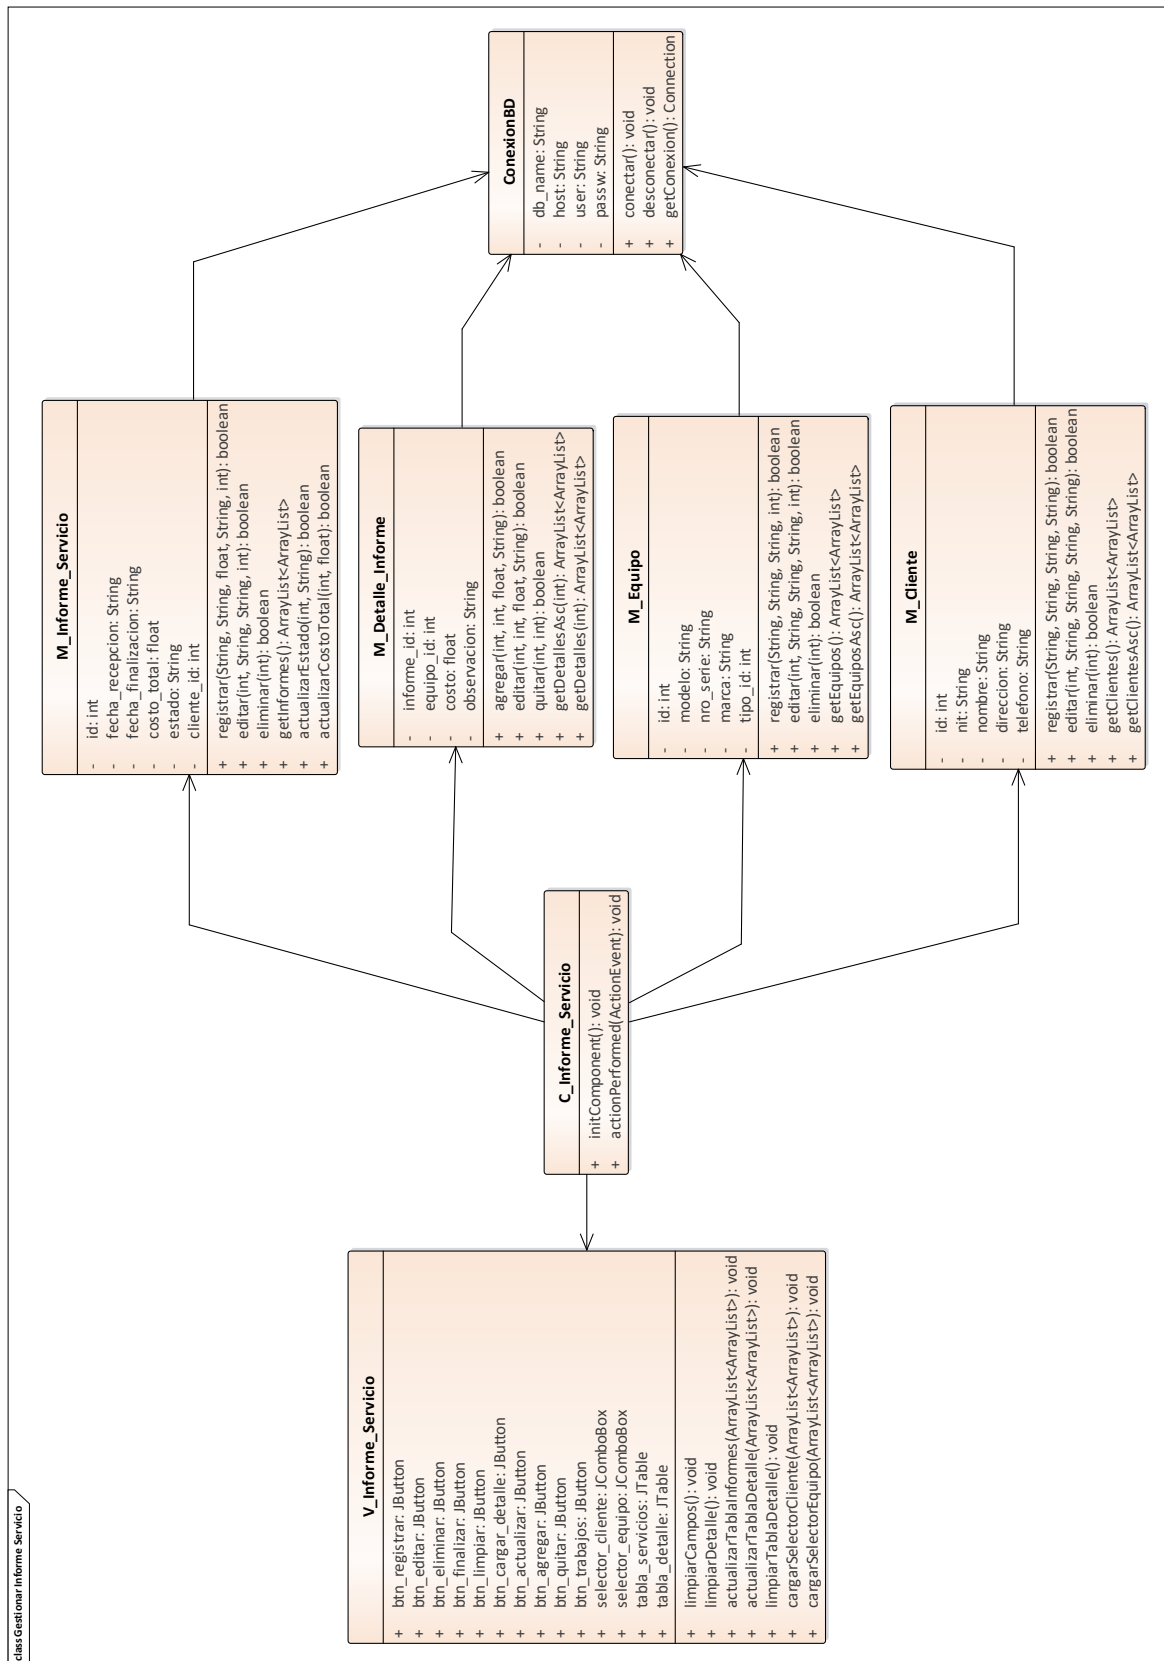 class Gestionar Informe Servicio
V_Informe_Servicio
+ btn_registrar: JButton
+ btn_editar: JButton
+ btn_eliminar: JButton
+ btn_finalizar: JButton
+ btn_limpiar: JButton
+ btn_cargar_detalle: JButton
+ btn_actualizar: JButton
+ btn_agregar: JButton
+ btn_quitar: JButton
+ btn_trabajos: JButton
+ selector_cliente: JComboBox
+ selector_equipo: JComboBox
+ tabla_servicios: JTable
+ tabla_detalle: JTable
+ limpiarCampos(): void
+ limpiarDetalle(): void
+ actualizarTablaInformes(ArrayList<ArrayList>): void
+ actualizarTablaDetalle(ArrayList<ArrayList>): void
+ limpiarTablaDetalle(): void
+ cargarSelectorCliente(ArrayList<ArrayList>): void
+ cargarSelectorEquipo(ArrayList<ArrayList>): void
C_Informe_Servicio
+ initComponent(): void
+ actionPerformed(ActionEvent): void
M_Informe_Servicio
- id: int
- fecha_recepcion: String
- fecha_finalizacion: String
- costo_total: float
- estado: String
- cliente_id: int
+ registrar(String, String, float, String, int): boolean
+ editar(int, String, String, int): boolean
+ eliminar(int): boolean
+ getInformes(): ArrayList<ArrayList>
+ actualizarEstado(int, String): boolean
+ actualizarCostoTotal(int, float): boolean
M_Detalle_Informe
- informe_id: int
- equipo_id: int
- costo: float
- observacion: String
+ agregar(int, int, float, String): boolean
+ editar(int, int, float, String): boolean
+ quitar(int, int): boolean
+ getDetallesAsc(int): ArrayList<ArrayList>
+ getDetalles(int): ArrayList<ArrayList>
M_Equipo
- id: int
- modelo: String
- nro_serie: String
- marca: String
- tipo_id: int
+ registrar(String, String, String, int): boolean
+ editar(int, String, String, String, int): boolean
+ eliminar(int): boolean
+ getEquipos(): ArrayList<ArrayList>
+ getEquiposAsc(): ArrayList<ArrayList>
M_Cliente
- id: int
- nit: String
- nombre: String
- direccion: String
- telefono: String
+ registrar(String, String, String, String): boolean
+ editar(int, String, String, String, String): boolean
+ eliminar(int): boolean
+ getClientes(): ArrayList<ArrayList>
+ getClientesAsc(): ArrayList<ArrayList>
ConexionBD
- db_name: String
- host: String
- user: String
- passw: String
+ conectar(): void
+ desconectar(): void
+ getConexion(): Connection